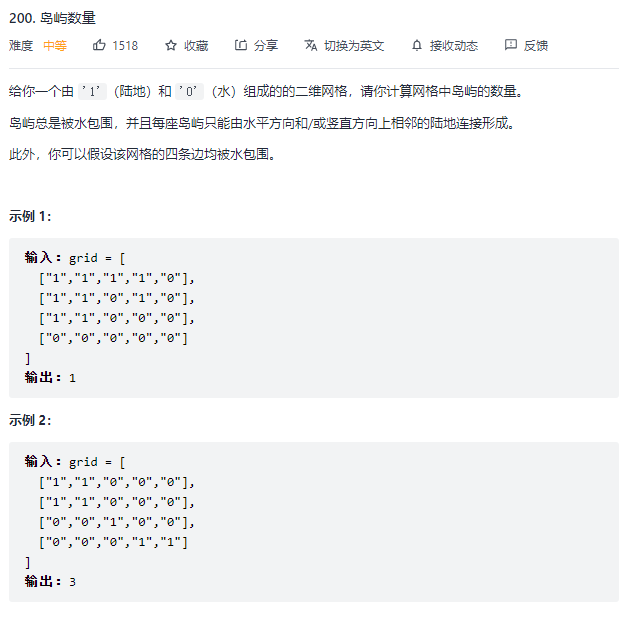 200. 岛屿数量
难度 中等 1518 收藏 分享 切换为英文 接收动态 反馈
给你一个由 '1'（陆地）和 '0'（水）组成的的二维网格，请你计算网格中岛屿的数量。
岛屿总是被水包围，并且每座岛屿只能由水平方向和/或竖直方向上相邻的陆地连接形成。
此外，你可以假设该网格的四条边均被水包围。
示例 1：
输入：grid = [
["1","1","1","1","0"],
["1","1","0","1","0"],
["1","1","0","0","0"],
["0","0","0","0","0"]
]
输出：1
示例 2：
输入：grid = [
["1","1","0","0","0"],
["1","1","0","0","0"],
["0","0","1","0","0"],
["0","0","0","1","1"]
]
输出：3